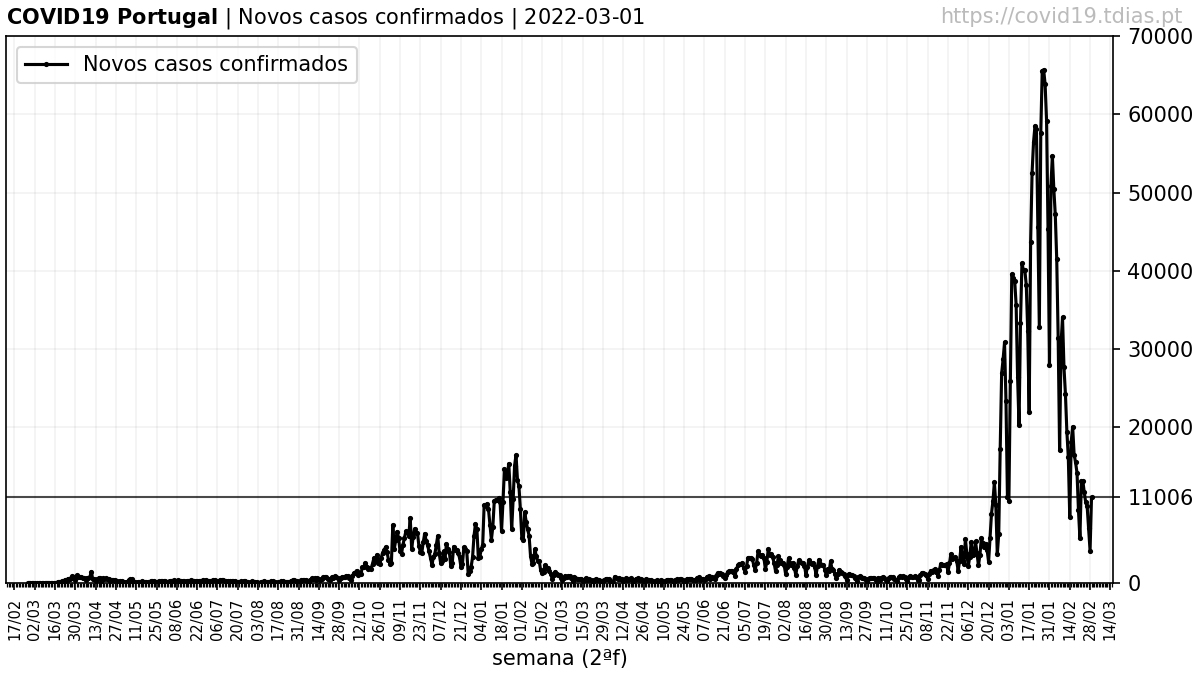 COVID19 Portugal | Novos casos confirmados | 2022-03-01
https://covid19.tdias.pt
Novos casos confirmados
70000
60000
50000
40000
30000
20000
11006
0
17/02 02/03 16/03 30/03 13/04 27/04 11/05 25/05 08/06 22/06 06/07 20/07 03/08 17/08 31/08 14/09 28/09 12/10 26/10 09/11 23/11 07/12 21/12 04/01 18/01 01/02 15/02 01/03 15/03 29/03 12/04 26/04 10/05 24/05 07/06 21/06 05/07 19/07 02/08 16/08 30/08 13/09 27/09 11/10 25/10 08/11 22/11 06/12 20/12 03/01 17/01 31/01 14/02 28/02 14/03
semana (2ªf)